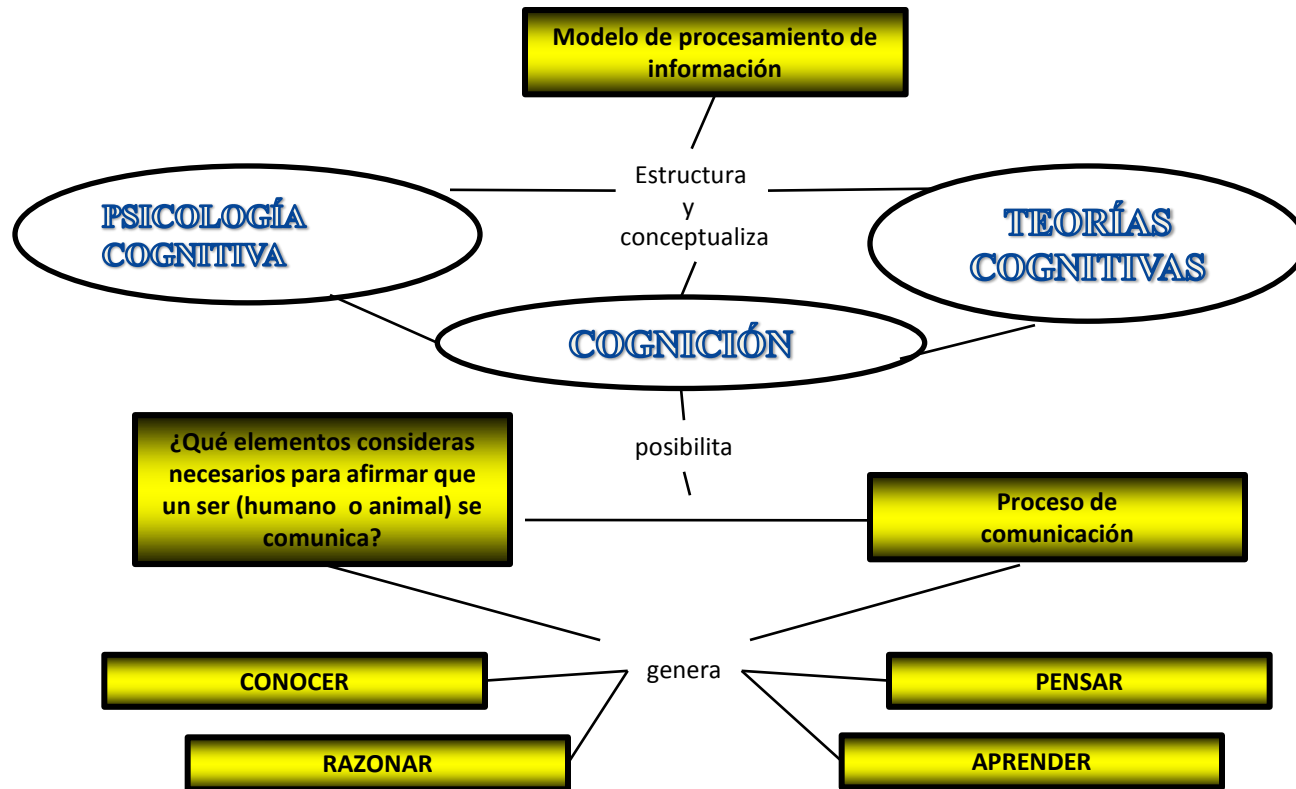 Modelo de procesamiento de
información
Estructura
y
conceptualiza
PSICOLOGÍA
COGNITIVA
TEORÍAS
COGNITIVAS
COGNICIÓN
posibilita
¿Qué elementos consideras
necesarios para afirmar que
un ser (humano o animal) se
comunica?
Proceso de
comunicación
genera
CONOCER
PENSAR
RAZONAR
APRENDER